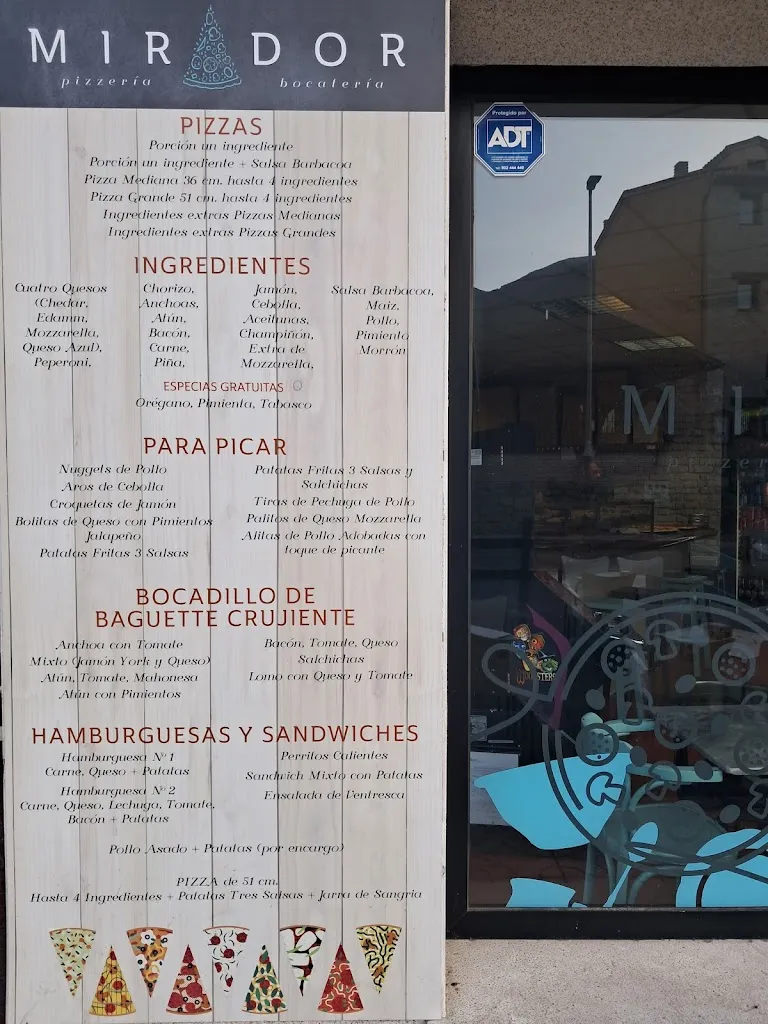 MIRADOR
pizzería bocatería
PIZZAS
Porción un ingrediente
Porción un ingrediente + Salsa Barbacoa
Pizza Mediana 36 cm. hasta 4 ingredientes
Pizza Grande 51 cm. hasta 4 ingredientes
Ingredientes extras Pizzas Medianas
Ingredientes extras Pizzas Grandes
INGREDIENTES
Cuatro Quesos
(Chedar,
Edamm,
Mozzarella,
Queso Azul),
Peperoni,
Chorizo,
Anchoas,
Atún,
Bacón,
Carne,
Piña,
Jamón,
Cebolla,
Aceitunas,
Champiñón,
Extra de
Mozzarella,
Salsa Barbacoa,
Maiz,
Pollo,
Pimiento
Morrón
ESPECIAS GRATUITAS
Orégano, Pimienta, Tabasco
PARA PICAR
Nuggets de Pollo
Aros de Cebolla
Croquetas de Jamón
Bolitas de Queso con Pimientos
Jalapeño
Patatas Fritas 3 Salsas
Patatas Fritas 3 Salsas y
Salchichas
Tiras de Pechuga de Pollo
Palitos de Queso Mozzarella
Alitas de Pollo Adobadas con
toque de picante
BOCADILLO DE
BAGUETTE CRUJIENTE
Anchoa con Tomate
Mixto (Jamón York y Queso)
Atún, Tomate, Mahonesa
Atún con Pimientos
Bacón, Tomate, Queso
Salchichas
Lomo con Queso y Tomate
HAMBURGUESAS Y SANDWICHES
Hamburguesa Nº 1
Carne, Queso + Patatas
Hamburguesa Nº 2
Carne, Queso, Lechuga, Tomate,
Bacón + Patatas
Perritos Calientes
Sandwich Mixto con Patatas
Ensalada de Ventresca
Pollo Asado + Patatas (por encargo)
PIZZA de 51 cm.
Hasta 4 Ingredientes + Patatas Tres Salsas + Jarra de Sangria
Protegido por
ADT
M I
pizzer